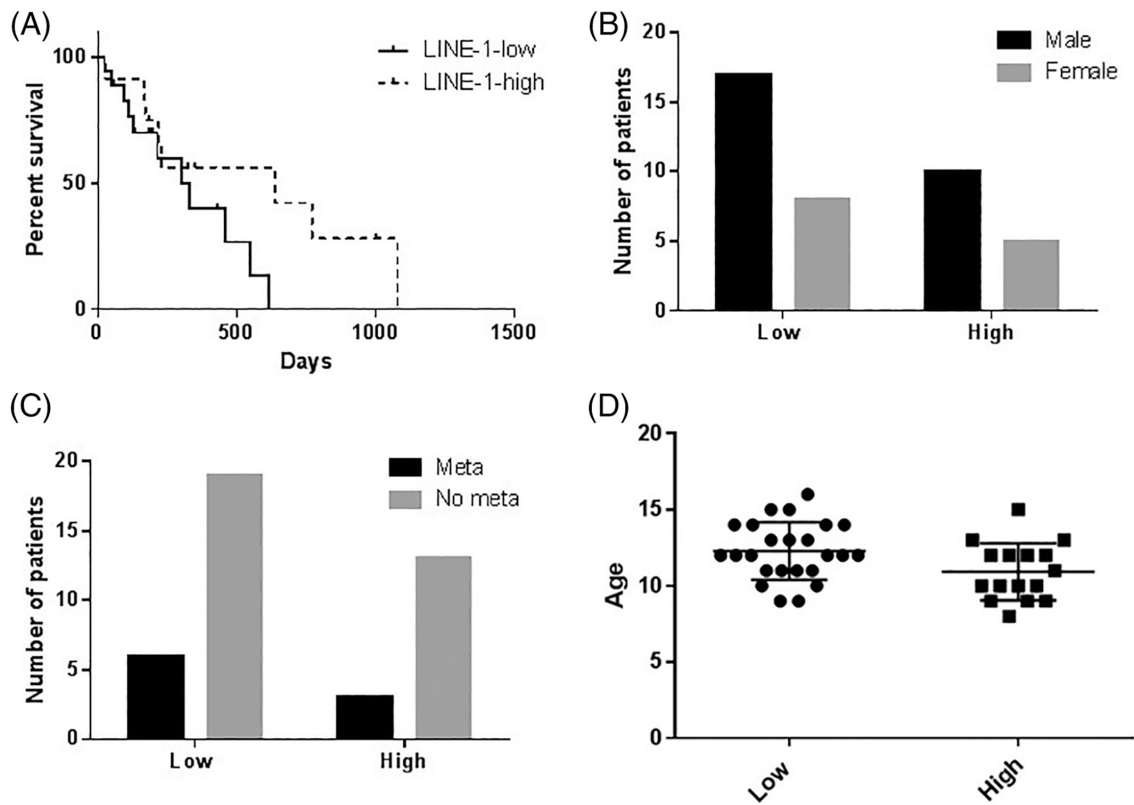 (A)
LINE-1-low
LINE-1-high
100
50
0
Percent survival
0 500 1000 1500
Days
(B)
Male
Female
20
15
10
5
0
Number of patients
Low High
(C)
Meta
No meta
20
15
10
5
0
Number of patients
Low High
(D)
20
15
10
5
0
Age
Low High